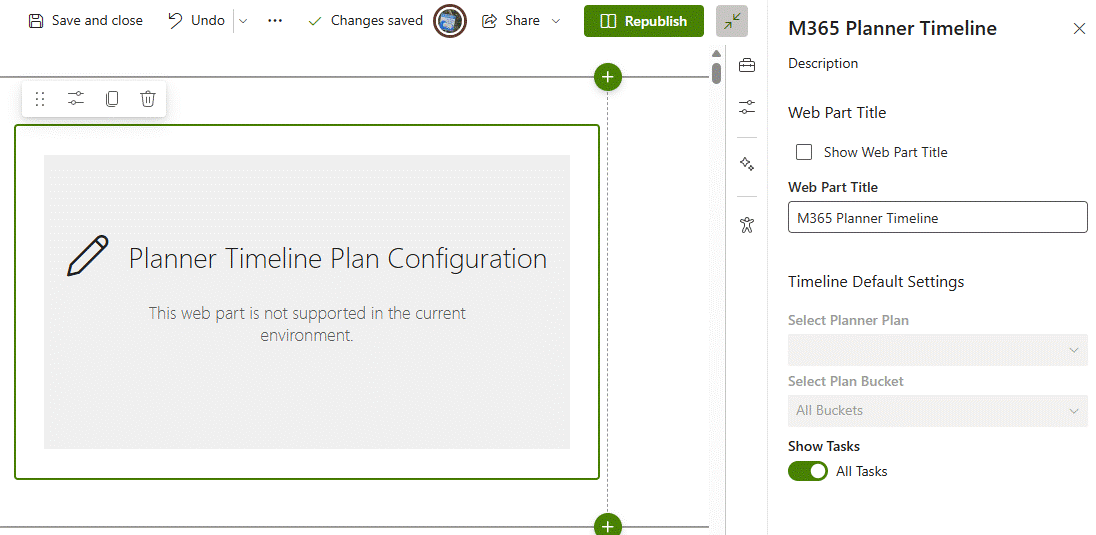 Save and close
Undo
Changes saved
Share
Republish
Planner Timeline Plan Configuration
This web part is not supported in the current
environment.
M365 Planner Timeline
Description
Web Part Title
Show Web Part Title
Web Part Title
M365 Planner Timeline
Timeline Default Settings
Select Planner Plan
Select Plan Bucket
All Buckets
Show Tasks
All Tasks